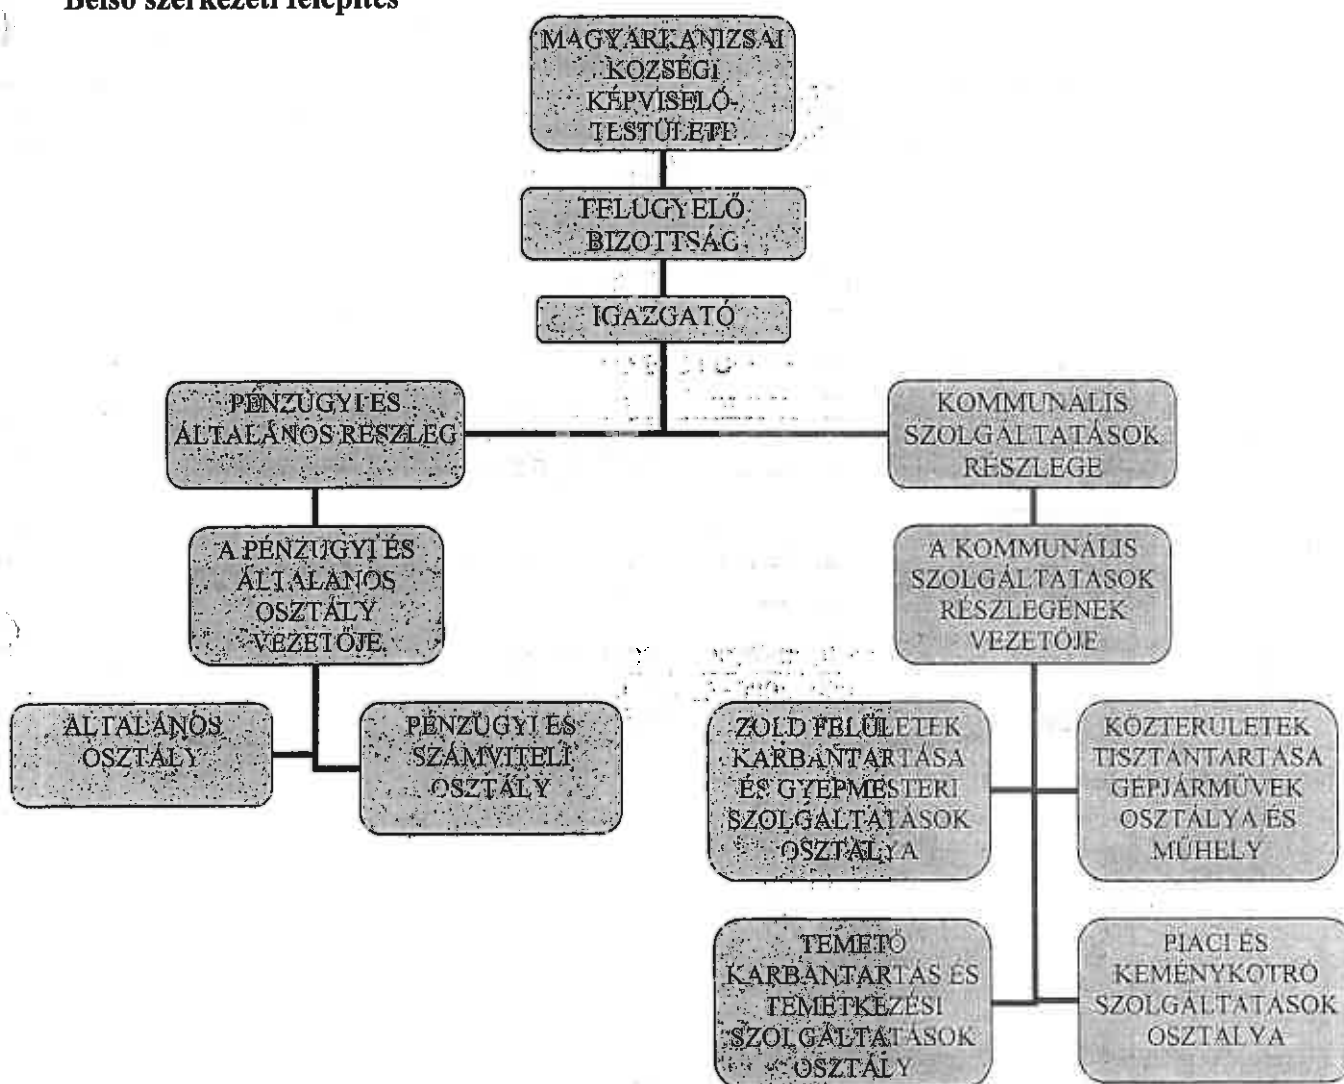 Belső szerkezeti felépítés
MAGYARKANIZSAI
KÖZSÉGI
KÉPVISELŐ-
TESTÜLETE
FELÜGYELŐ
BIZOTTSÁG
IGAZGATÓ
PÉNZÜGYI ÉS
ÁLTALÁNOS RÉSZLEG
KOMMUNÁLIS
SZOLGÁLTATÁSOK
RÉSZLEGE
A PÉNZÜGYI ÉS
ÁLTALÁNOS
OSZTÁLY
VEZETŐJE
A KOMMUNÁLIS
SZOLGÁLTATÁSOK
RÉSZLEGÉNEK
VEZETŐJE
ÁLTALÁNOS
OSZTÁLY
PÉNZÜGYI ÉS
SZÁMVITELI
OSZTÁLY
ZÖLD FELÜLETEK
KARBANTARTÁSA
ÉS GYEPMESTERI
SZOLGÁLTATÁSOK
OSZTÁLYA
KÖZTERÜLETEK
TISZTÁNTARTÁSA
GÉPJÁRMŰVEK
OSZTÁLYA ÉS
MŰHELY
TEMETŐ
KARBANTARTÁS ÉS
TEMETKEZÉSI
SZOLGÁLTATÁSOK
OSZTÁLY
PIACI ÉS
KÉMÉNYKOTRÓ
SZOLGÁLTATÁSOK
OSZTÁLYA